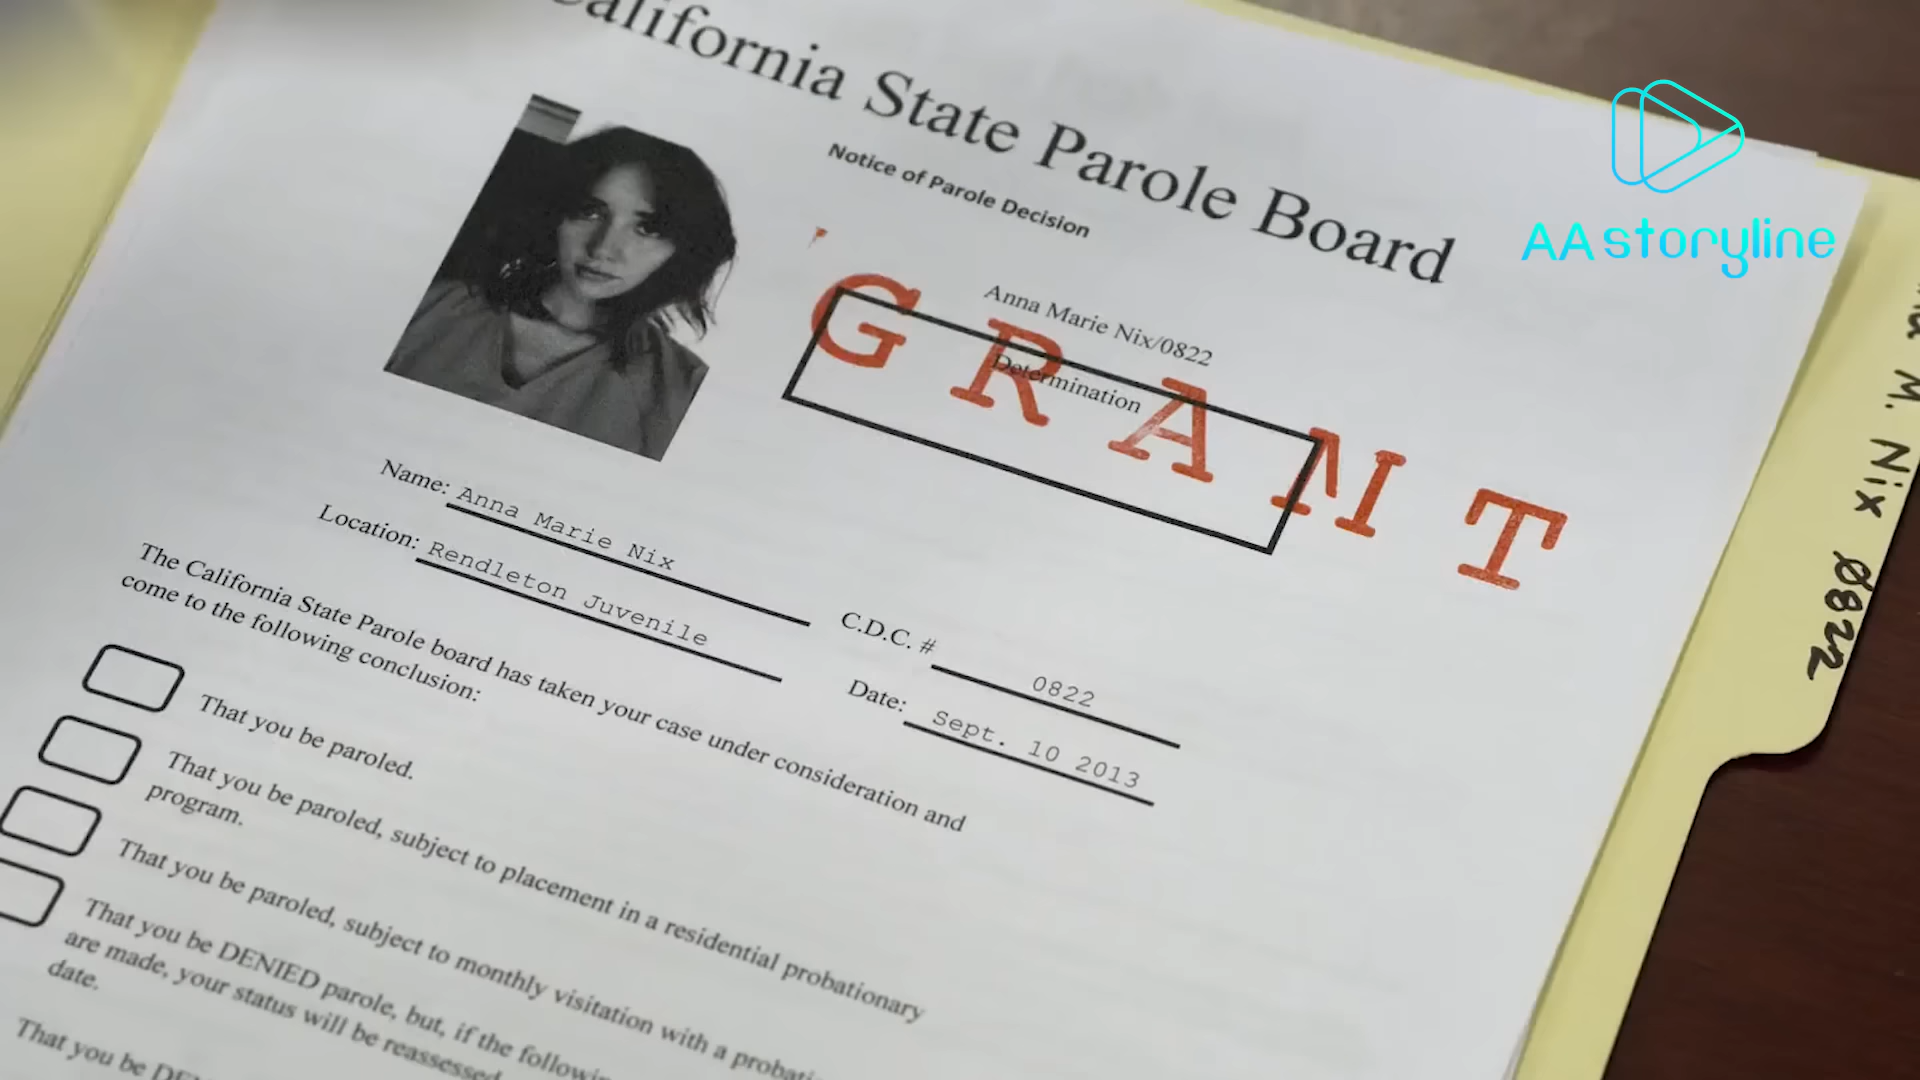 California State Parole Board
Notice of Parole Decision
AA storyline
Anna Marie Nix/0822
Determination
GRANT
Name: Anna Marie Nix
Location: Rendleton Juvenile
C.D.C. # 0822
Date: Sept. 10 2013
The California State Parole board has taken your case under consideration and
come to the following conclusion:
That you be paroled.
That you be paroled, subject to placement in a residential probationary
program.
That you be paroled, subject to monthly visitation with a
That you be DENIED parole, but, if the
are made, your status will be reassessed
date.
That you be
M. Nix 0822